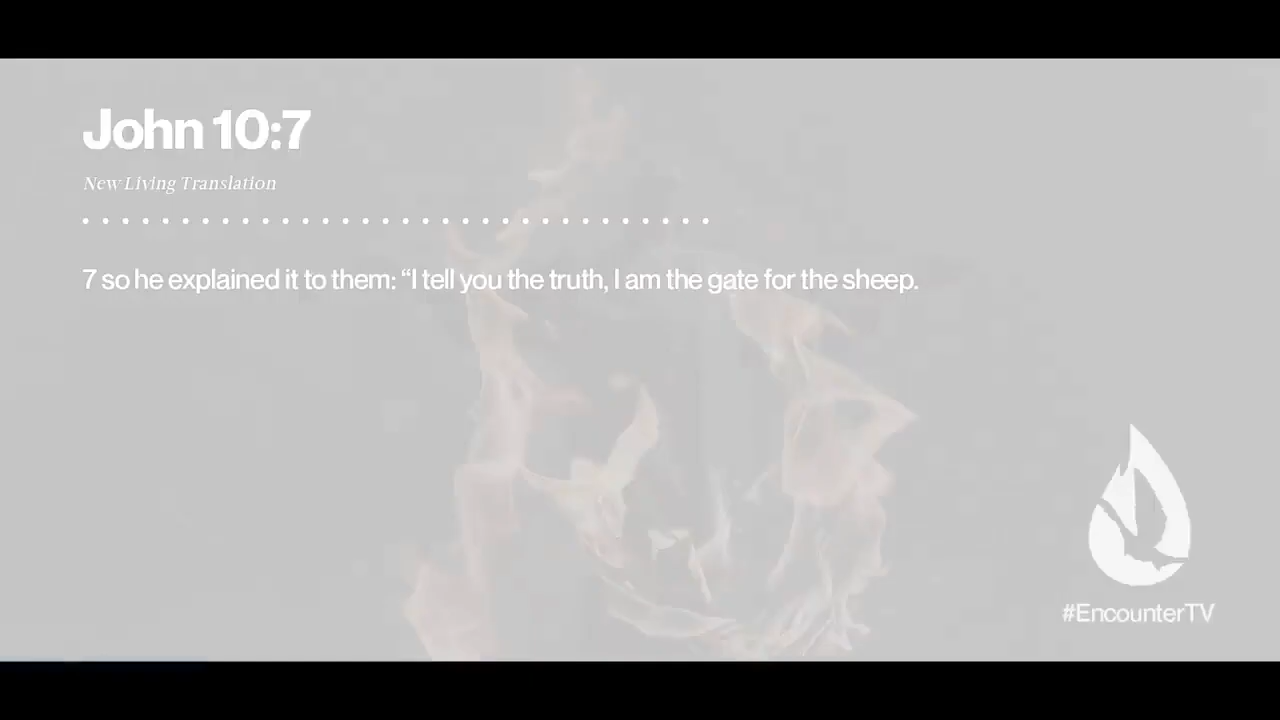 John 10:7
New Living Translation
7 so he explained it to them: “I tell you the truth, I am the gate for the sheep.
#EncounterTV